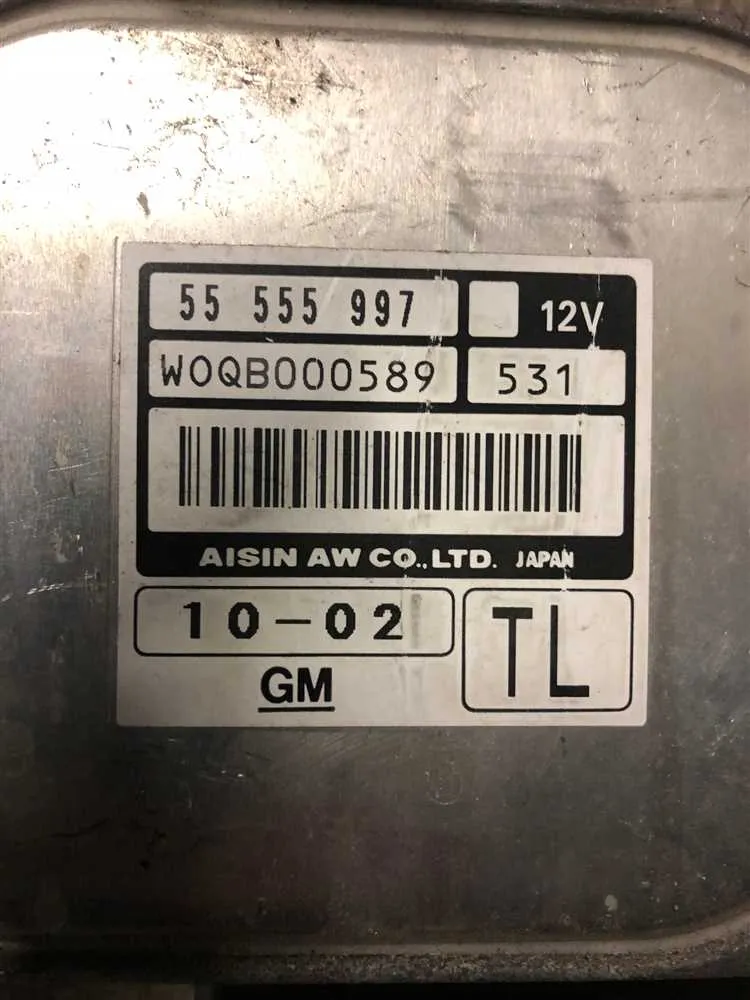 55 555 997 12V
W0QB000589 531
AISIN AW CO.,LTD. JAPAN
10-02
TL
GM